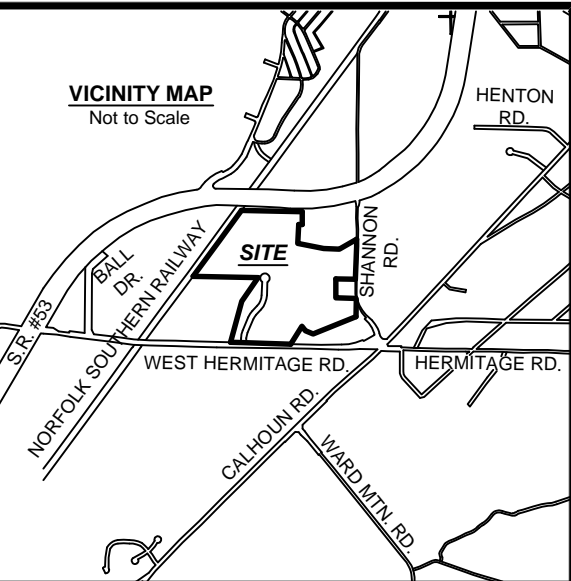 VICINITY MAP
Not to Scale
HENTON
RD.
SHANNON
RD.
SITE
BALL
DR.
S.R. #53
NORFOLK SOUTHERN RAILWAY
WEST HERMITAGE RD.
HERMITAGE RD.
CALHOUN RD.
WARD MTN. RD.